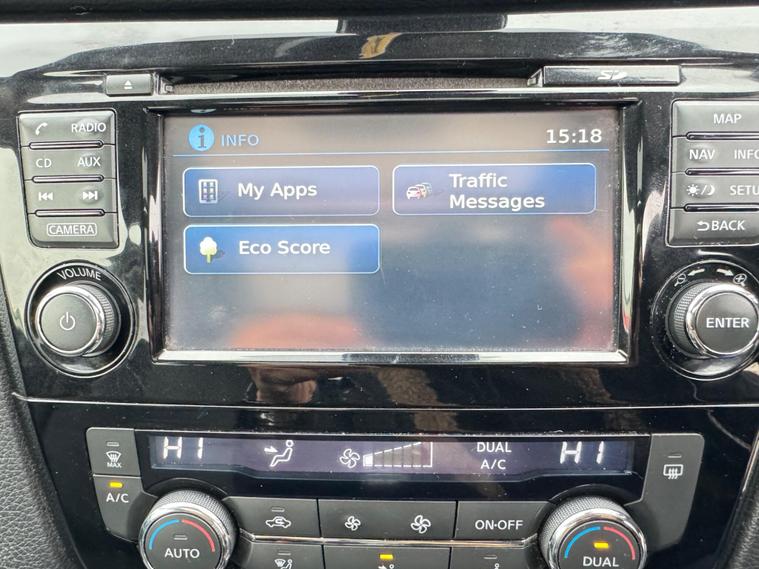 SD
RADIO
CD AUX
CAMERA
VOLUME
i INFO 15:18
My Apps
Traffic
Messages
Eco Score
MAP
NAV INFO
SETU
BACK
ENTER
HI
DUAL
A/C
HI
MAX
A/C
AUTO
ON·OFF
DUAL